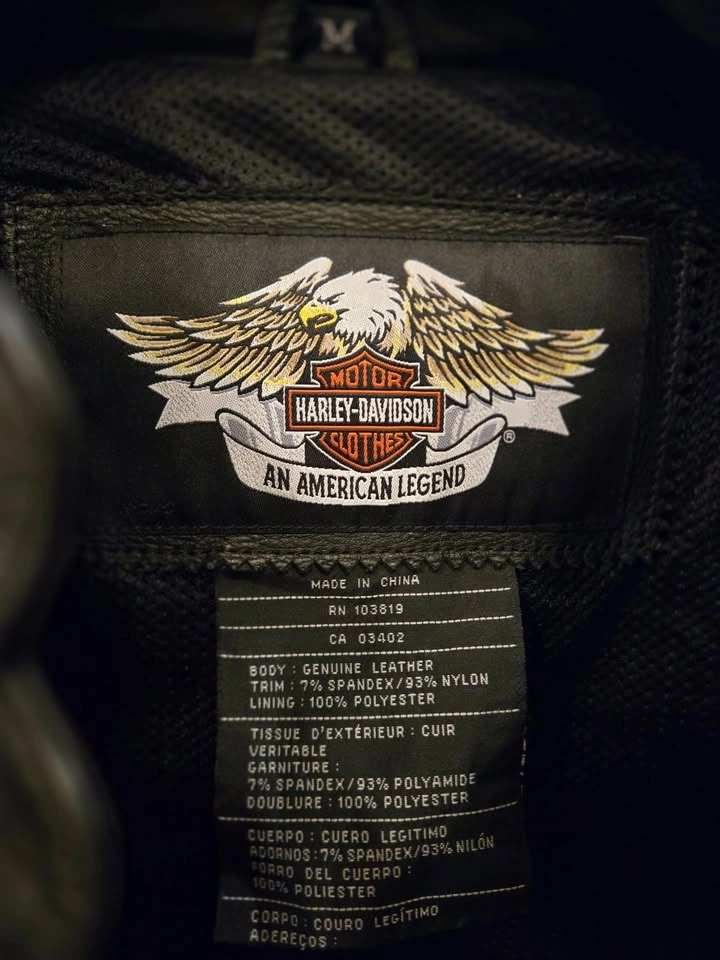 M
MOTOR
HARLEY-DAVIDSON
CLOTHES
®
AN AMERICAN LEGEND
MADE IN CHINA
RN 103819
CA 03402
BODY : GENUINE LEATHER
TRIM : 7% SPANDEX/93% NYLON
LINING : 100% POLYESTER
TISSUE D'EXTÉRIEUR : CUIR
VERITABLE
GARNITURE :
7% SPANDEX/93% POLYAMIDE
DOUBLURE : 100% POLYESTER
CUERPO : CUERO LEGITIMO
ADORNOS : 7% SPANDEX/93% NILÓN
FORRO DEL CUERPO :
100% POLIESTER
CORPO : COURO LEGÍTIMO
ADEREÇOS :